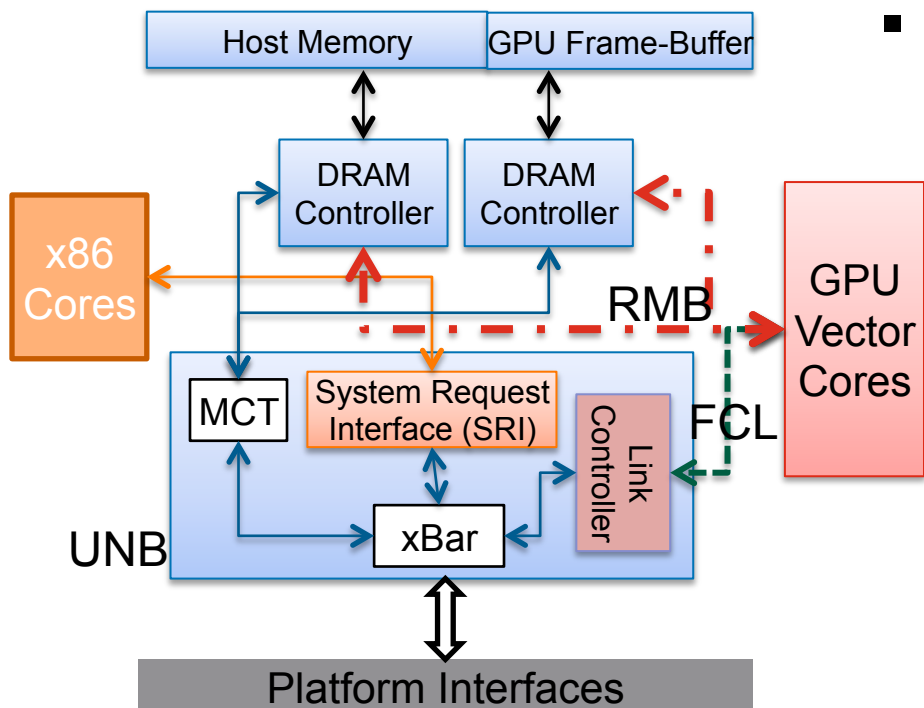 Host Memory
GPU Frame-Buffer
DRAM
Controller
DRAM
Controller
x86
Cores
RMB
GPU
Vector
Cores
MCT
System Request
Interface (SRI)
Link
Controller
FCL
xBar
UNB
Platform Interfaces